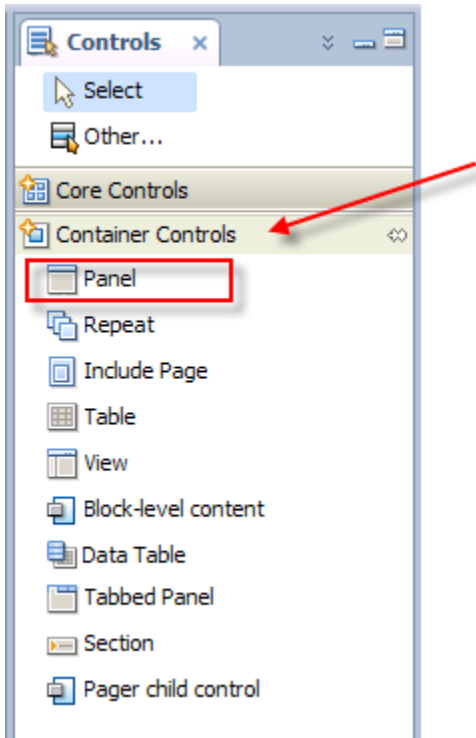 Controls
Select
Other...
Core Controls
Container Controls
Panel
Repeat
Include Page
Table
View
Block-level content
Data Table
Tabbed Panel
Section
Pager child control